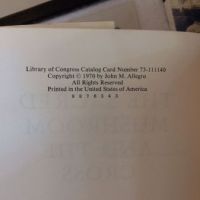 Library of Congress Catalog Card Number 73-111140
Copyright © 1970 by John M. Allegro
All Rights Reserved
Printed in the United States of America
9 8 7 6 5 4 3